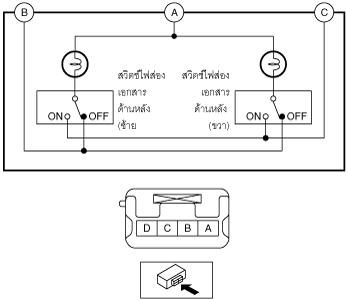 B
A
C
สวิตช์ไฟส่อง
เอกสาร
ด้านหลัง
(ซ้าย
สวิตช์ไฟส่อง
เอกสาร
ด้านหลัง
(ขวา)
ON
OFF
ON
OFF
D
C
B
A